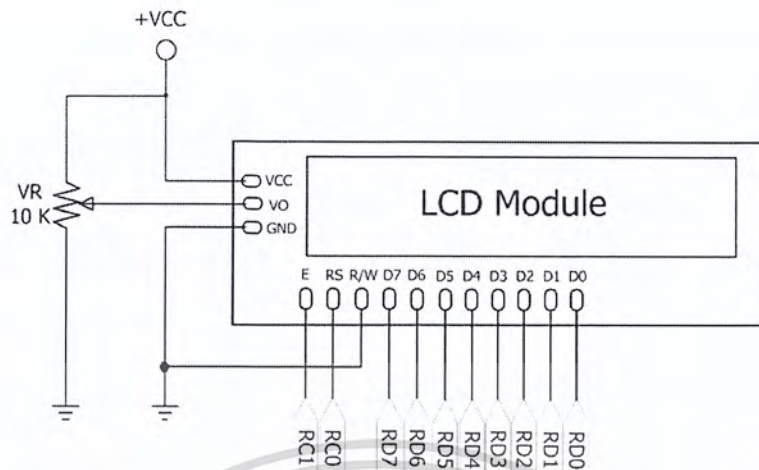 +VCC
VCC
VR
10 K
VO
GND
LCD Module
E RS R/W D7 D6 D5 D4 D3 D2 D1 D0
RC1 RC0 RD7 RD6 RD5 RD4 RD3 RD2 RD1 RD0